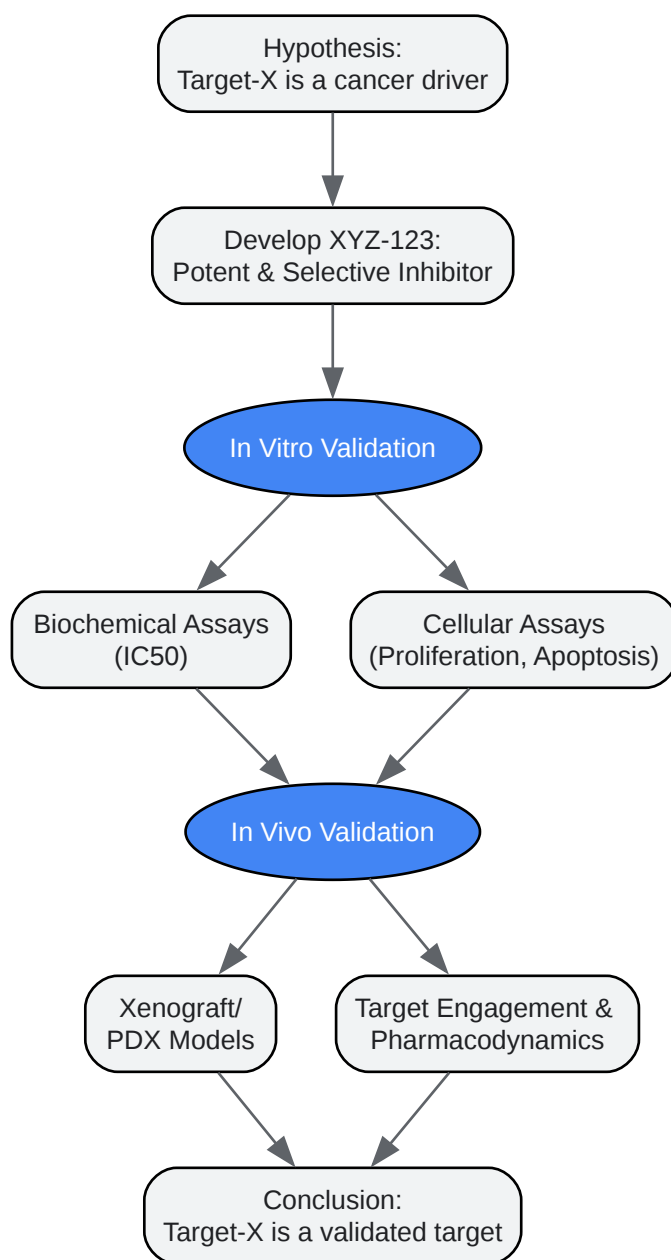 Hypothesis:
Target-X is a cancer driver
Develop XYZ-123:
Potent & Selective Inhibitor
In Vitro Validation
Biochemical Assays
(IC50)
Cellular Assays
(Proliferation, Apoptosis)
In Vivo Validation
Xenograft/
PDX Models
Target Engagement &
Pharmacodynamics
Conclusion:
Target-X is a validated target